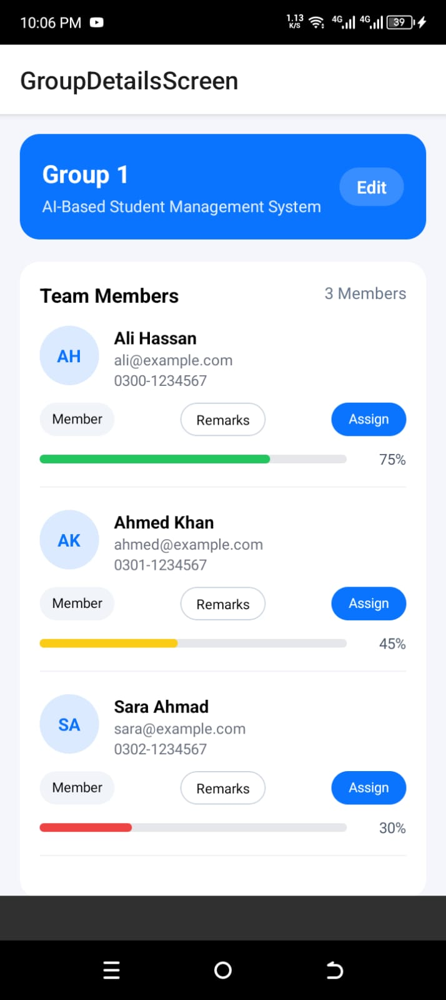 10:06 PM
1.13 K/S 4G 4G 39
GroupDetailsScreen
Group 1
AI-Based Student Management System
Edit
Team Members
3 Members
AH
Ali Hassan
ali@example.com
0300-1234567
Member
Remarks
Assign
75%
AK
Ahmed Khan
ahmed@example.com
0301-1234567
Member
Remarks
Assign
45%
SA
Sara Ahmad
sara@example.com
0302-1234567
Member
Remarks
Assign
30%